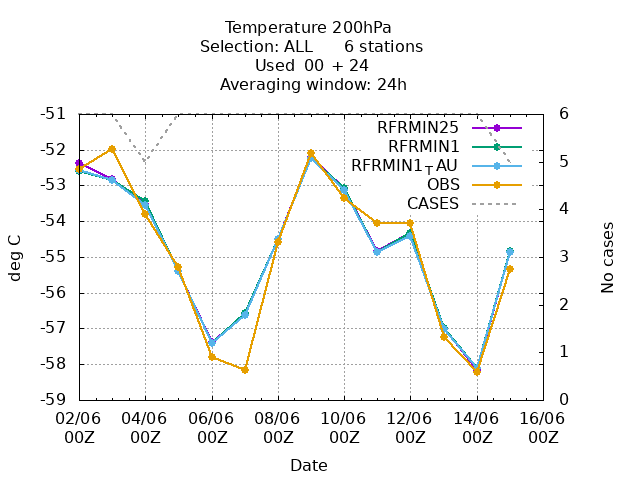 Temperature 200hPa
Selection: ALL 6 stations
Used 00 + 24
Averaging window: 24h
-51
-52
-53
-54
-55
-56
-57
-58
-59
deg C
6
5
4
3
2
1
0
No cases
RFRMIN25
RFRMIN1
RFRMIN1TAU
OBS
CASES
02/06 04/06 06/06 08/06 10/06 12/06 14/06 16/06
00Z 00Z 00Z 00Z 00Z 00Z 00Z 00Z
Date